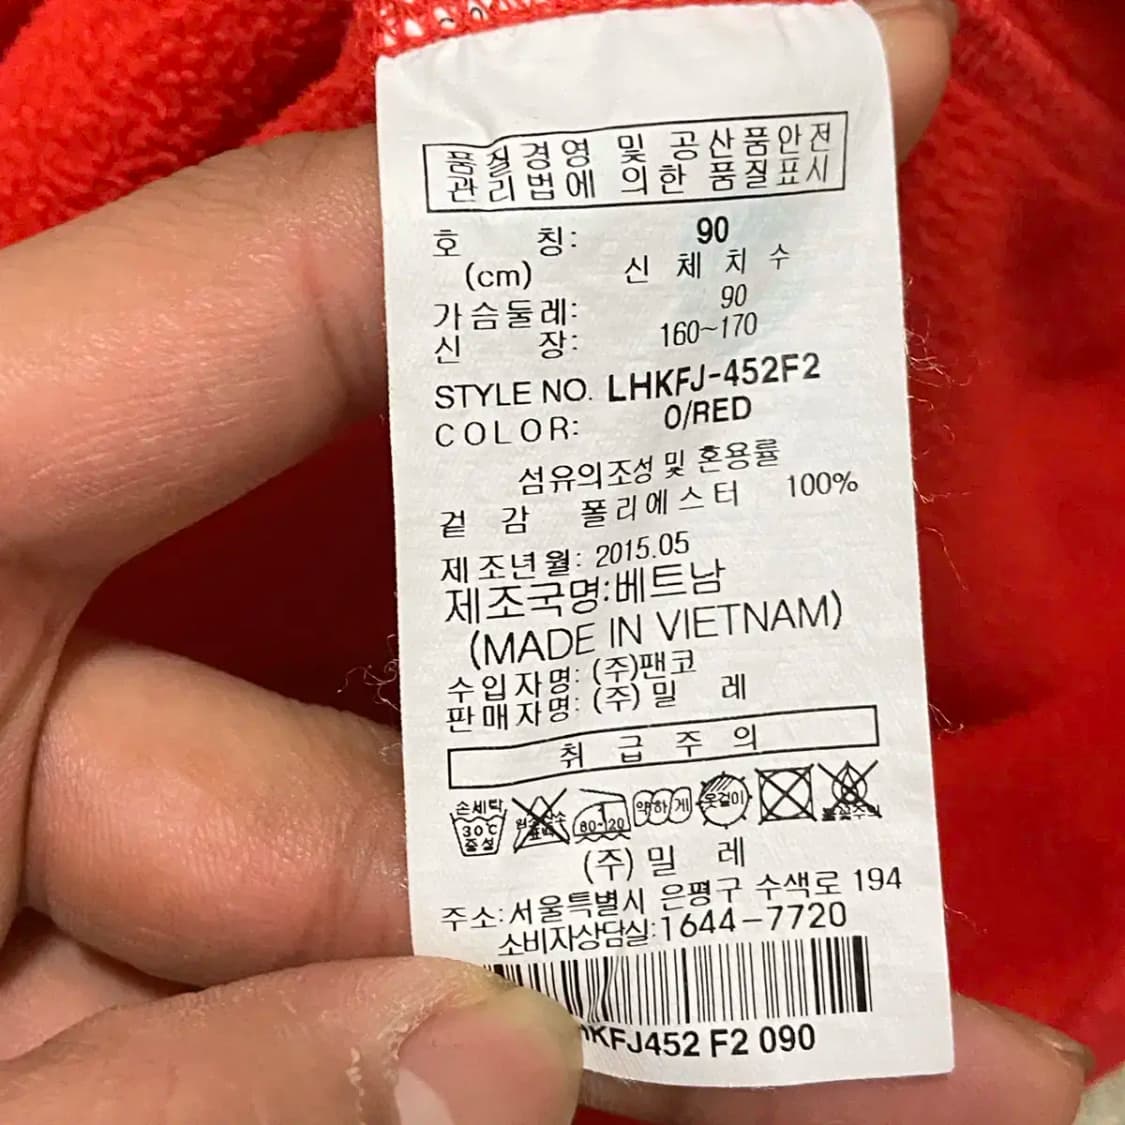 품질경영 및 공산품안전
관리법에 의한 품질표시
호 칭: 90
(cm) 신 체 치 수
가슴둘레: 90
신 장: 160~170
STYLE NO. LHKFJ-452F2
COLOR: O/RED
섬유의조성 및 혼용률
겉 감 폴리에스터 100%
제조년월: 2015.05
제조국명:베트남
(MADE IN VIETNAM)
수입자명: (주)팬코
판매자명: (주)밀 레
취 급 주 의
손세탁 30℃ 중성 80~120 약하게 옷걸이
(주)밀 레
주소:서울특별시 은평구 수색로 194
소비자상담실:1644-7720
HKFJ452 F2 090